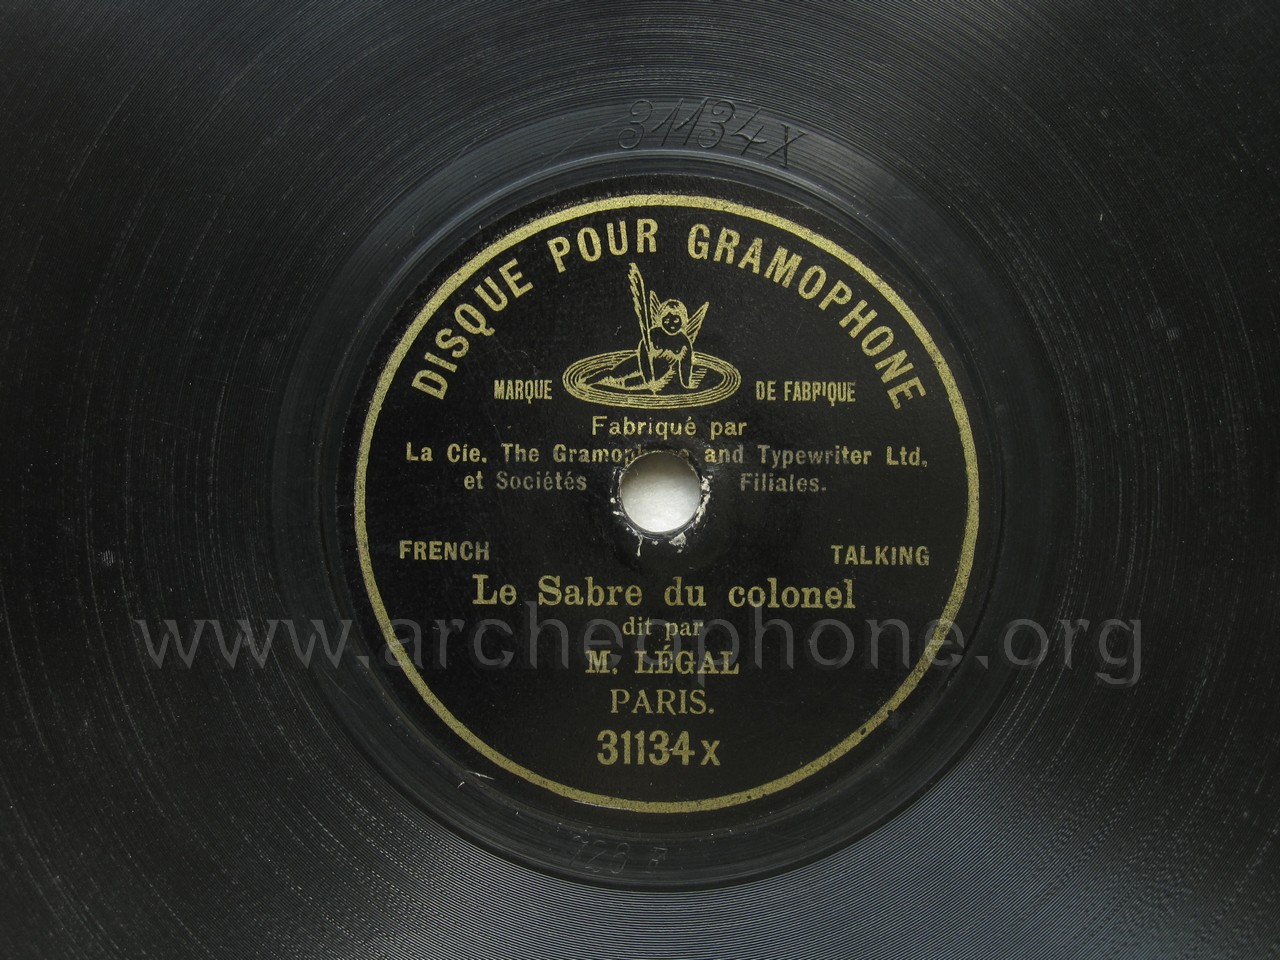 31134X
DISQUE POUR GRAMOPHONE
MARQUE DE FABRIQUE
Fabriqué par
La Cie. The Gramophone and Typewriter Ltd.
et Sociétés Filiales.
FRENCH TALKING
Le Sabre du colonel
dit par
www.archeophone.org
M. LÉGAL
PARIS.
31134x